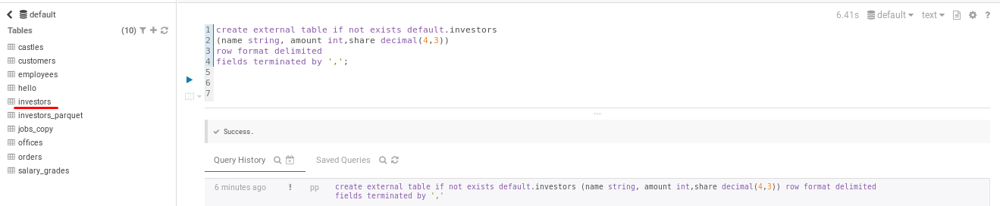 default
Tables (10)
castles
customers
employees
hello
investors
investors_parquet
jobs_copy
offices
orders
salary_grades
6.41s default text ?
1 create external table if not exists default.investors
2 (name string, amount int,share decimal(4,3))
3 row format delimited
4 fields terminated by ',';
5
6
7
Success.
Query History Saved Queries
6 minutes ago ! pp create external table if not exists default.investors (name string, amount int,share decimal(4,3)) row format delimited
fields terminated by ','